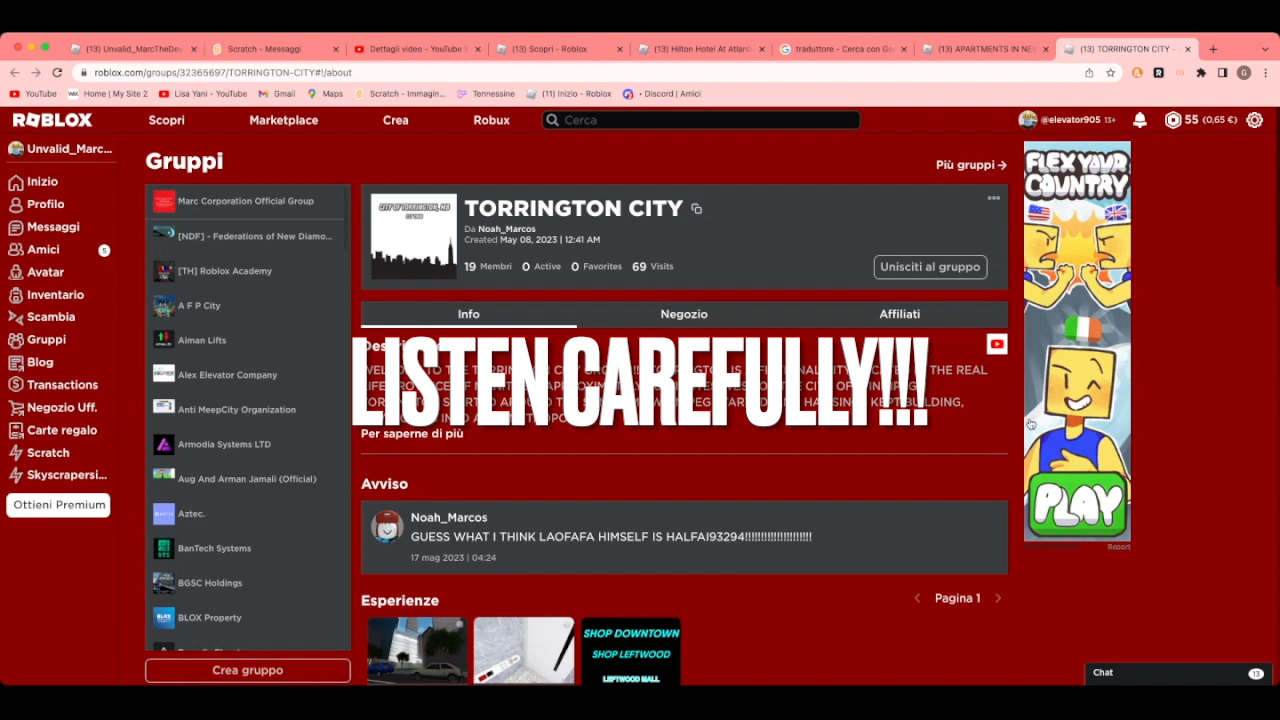 (13) Unvalid_MarcTheDe
Scratch - Messaggi
Dettagli video - YouTube
(13) Scopri - Roblox
(13) Hilton Hotel At Atlant
traduttore - Cerca con Go
(13) APARTMENTS IN NE
(13) TORRINGTON CITY -
roblox.com/groups/32365697/TORRINGTON-CITY#!/about
G
YouTube
WIX Home | My Site 2
Lisa Yani - YouTube
Gmail
Maps
Scratch - Immagin...
Tennessine
(11) Inizio - Roblox
• Discord | Amici
ROBLOX
Scopri
Marketplace
Crea
Robux
Cerca
@elevator905 13+
55 (0,65 €)
Unvalid_Marc...
Inizio
Profilo
Messaggi
Amici 5
Avatar
Inventario
Scambia
Gruppi
Blog
Transactions
Negozio Uff.
Carte regalo
Scratch
Skyscrapersi...
Ottieni Premium
Gruppi
Più gruppi →
Marc Corporation Official Group
[NDF] - Federations of New Diamo...
[TH] Roblox Academy
A F P City
Aiman Lifts
Alex Elevator Company
Anti MeepCity Organization
Armodia Systems LTD
Aug And Arman Jamali (Official)
Aztec.
BanTech Systems
BGSC Holdings
BLOX Property
Crea gruppo
CITY OF TORRINGTON, MB
TORRINGTON CITY
Da Noah_Marcos
Created May 08, 2023 | 12:41 AM
19 Membri 0 Active 0 Favorites 69 Visits
Unisciti al gruppo
Info
Negozio
Affiliati
LISTEN CAREFULLY!!!
THE REAL
BUILDING,
Per saperne di più
Avviso
Noah_Marcos
GUESS WHAT I THINK LAOFAFA HIMSELF IS HALFAI93294!!!!!!!!!!!!!!!!!!!!!
17 mag 2023 | 04:24
Esperienze
Pagina 1
SHOP DOWNTOWN
SHOP LEFTWOOD
LEFTWOOD MALL
FLEX YOUR
COUNTRY
PLAY
Report
Chat
13